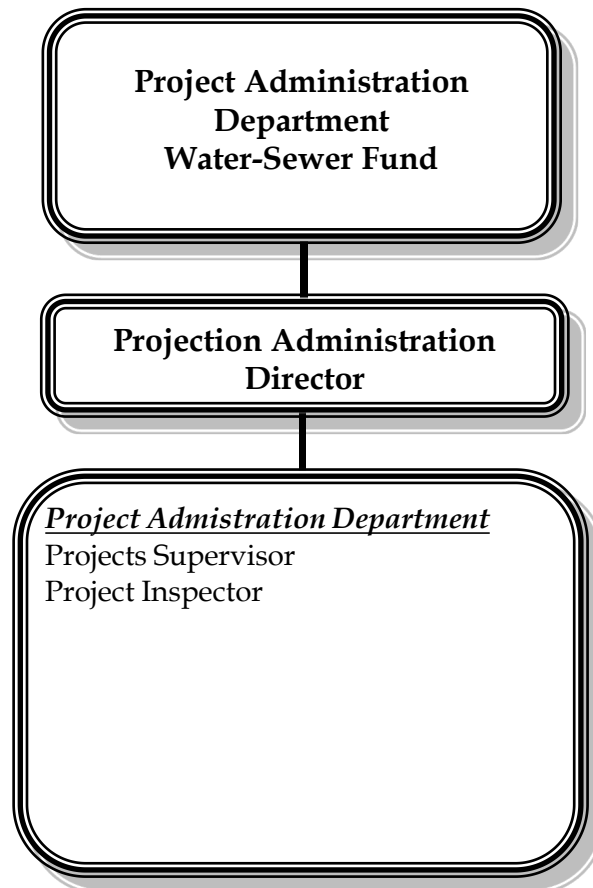 Project Administration
Department
Water-Sewer Fund
Projection Administration
Director
Project Admistration Department
Projects Supervisor
Project Inspector